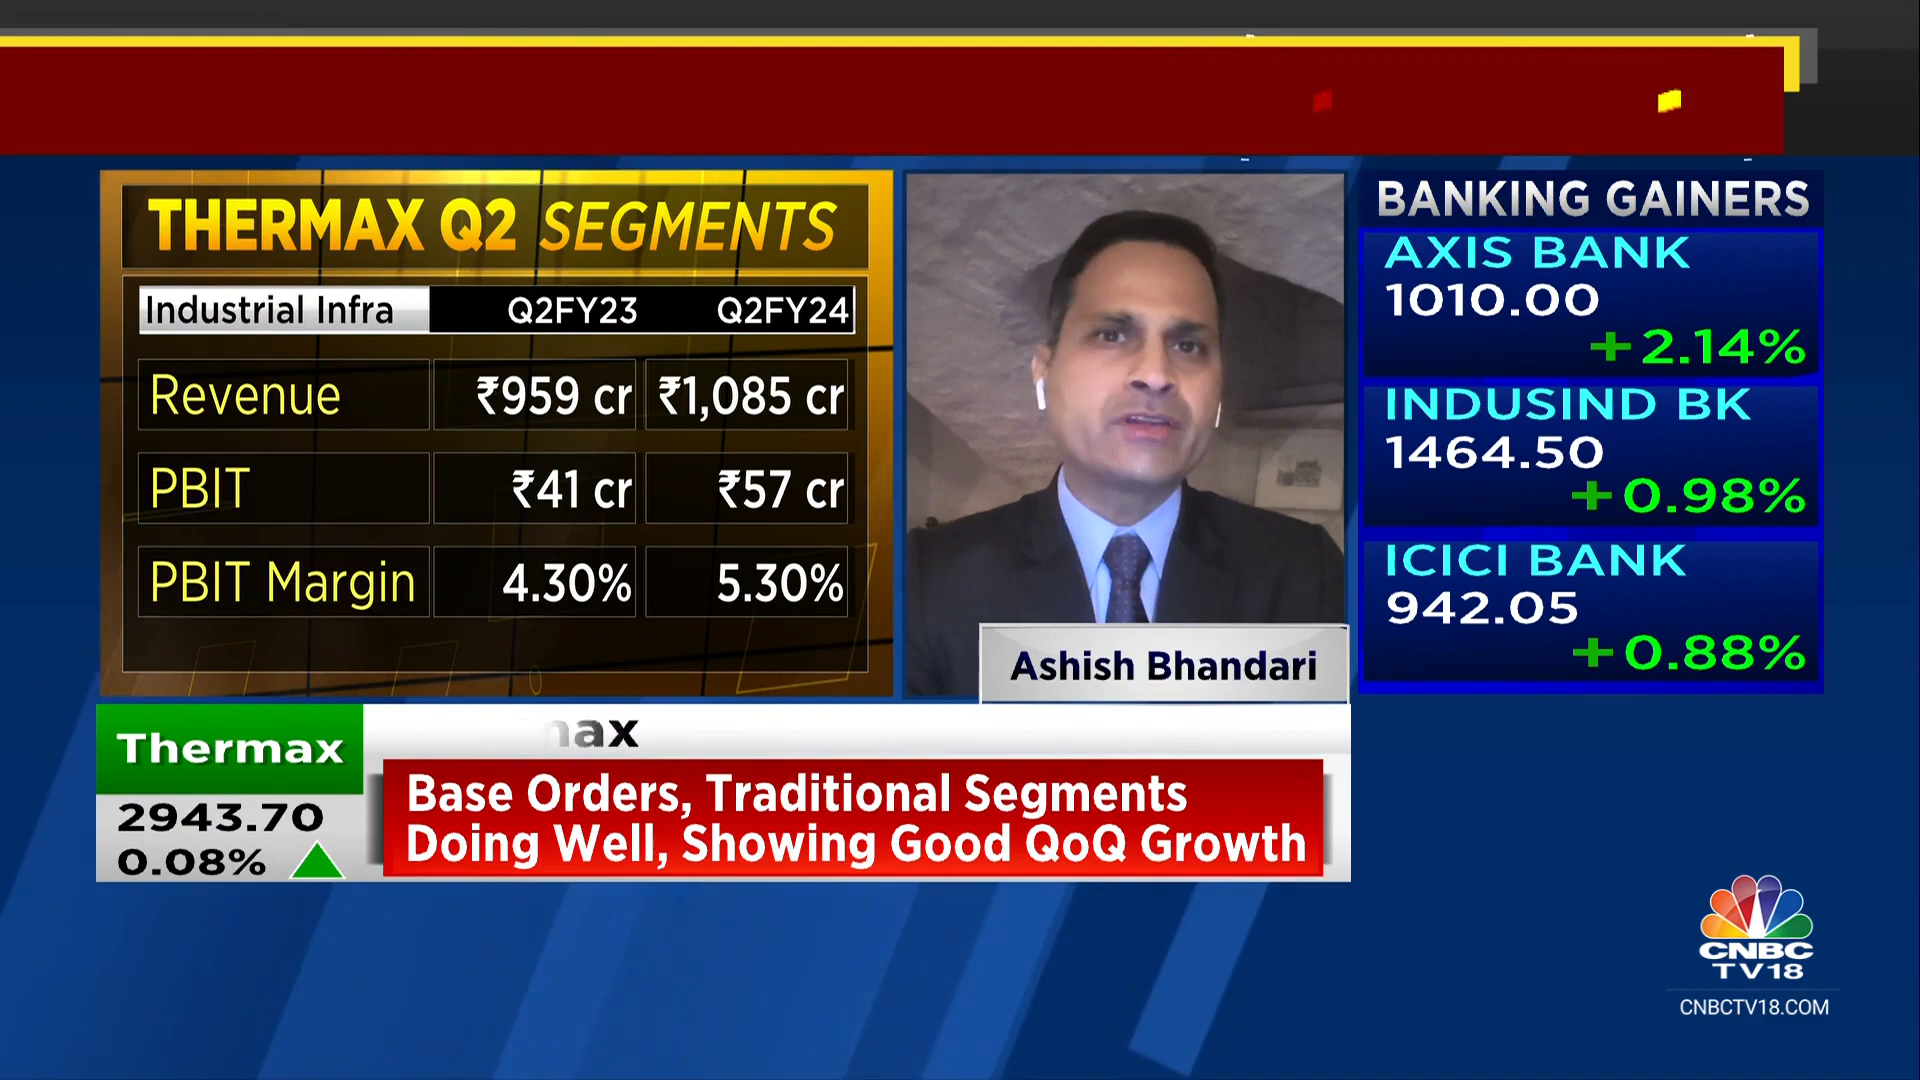 THERMAX Q2 SEGMENTS
Industrial Infra Q2FY23 Q2FY24
Revenue ₹959 cr ₹1,085 cr
PBIT ₹41 cr ₹57 cr
PBIT Margin 4.30% 5.30%
Ashish Bhandari
BANKING GAINERS
AXIS BANK
1010.00
+2.14%
INDUSIND BK
1464.50
+0.98%
ICICI BANK
942.05
+0.88%
Thermax
2943.70
0.08%
Base Orders, Traditional Segments
Doing Well, Showing Good QoQ Growth
CNBC
TV18
CNBCTV18.COM